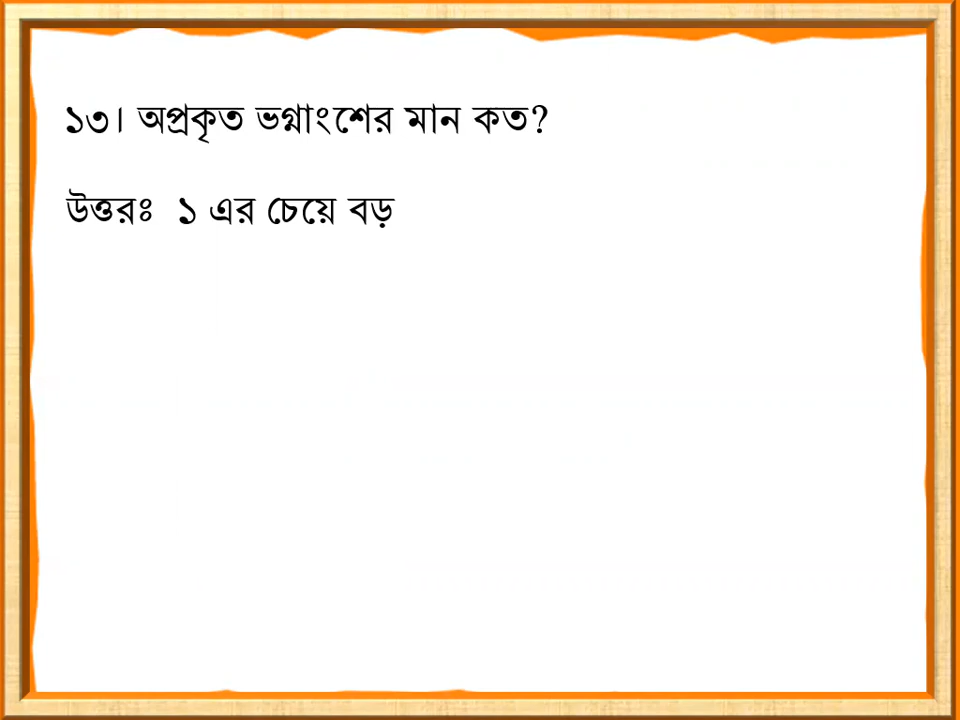 ১৩। অপ্রকৃত ভগ্নাংশের মান কত?
উত্তরঃ ১ এর চেয়ে বড়